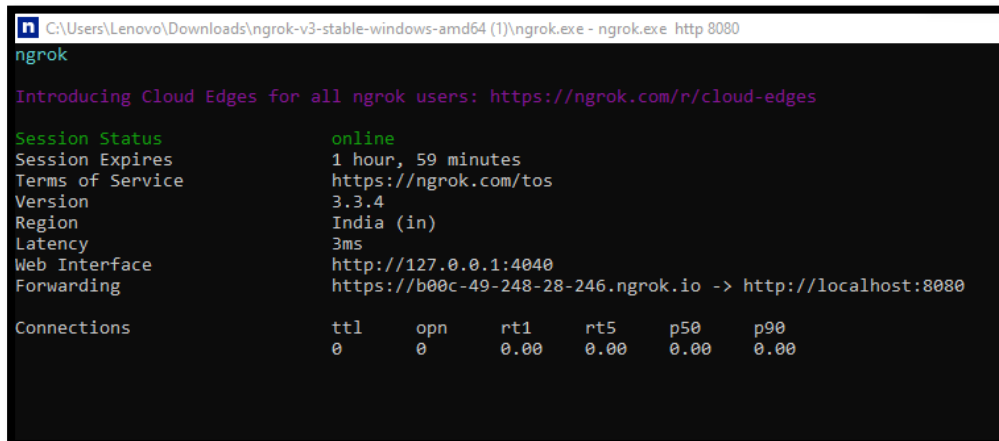 n C:\Users\Lenovo\Downloads\ngrok-v3-stable-windows-amd64 (1)\ngrok.exe - ngrok.exe http 8080
ngrok
Introducing Cloud Edges for all ngrok users: https://ngrok.com/r/cloud-edges
Session Status online
Session Expires 1 hour, 59 minutes
Terms of Service https://ngrok.com/tos
Version 3.3.4
Region India (in)
Latency 3ms
Web Interface http://127.0.0.1:4040
Forwarding https://b00c-49-248-28-246.ngrok.io -> http://localhost:8080
Connections ttl opn rt1 rt5 p50 p90
0 0 0.00 0.00 0.00 0.00